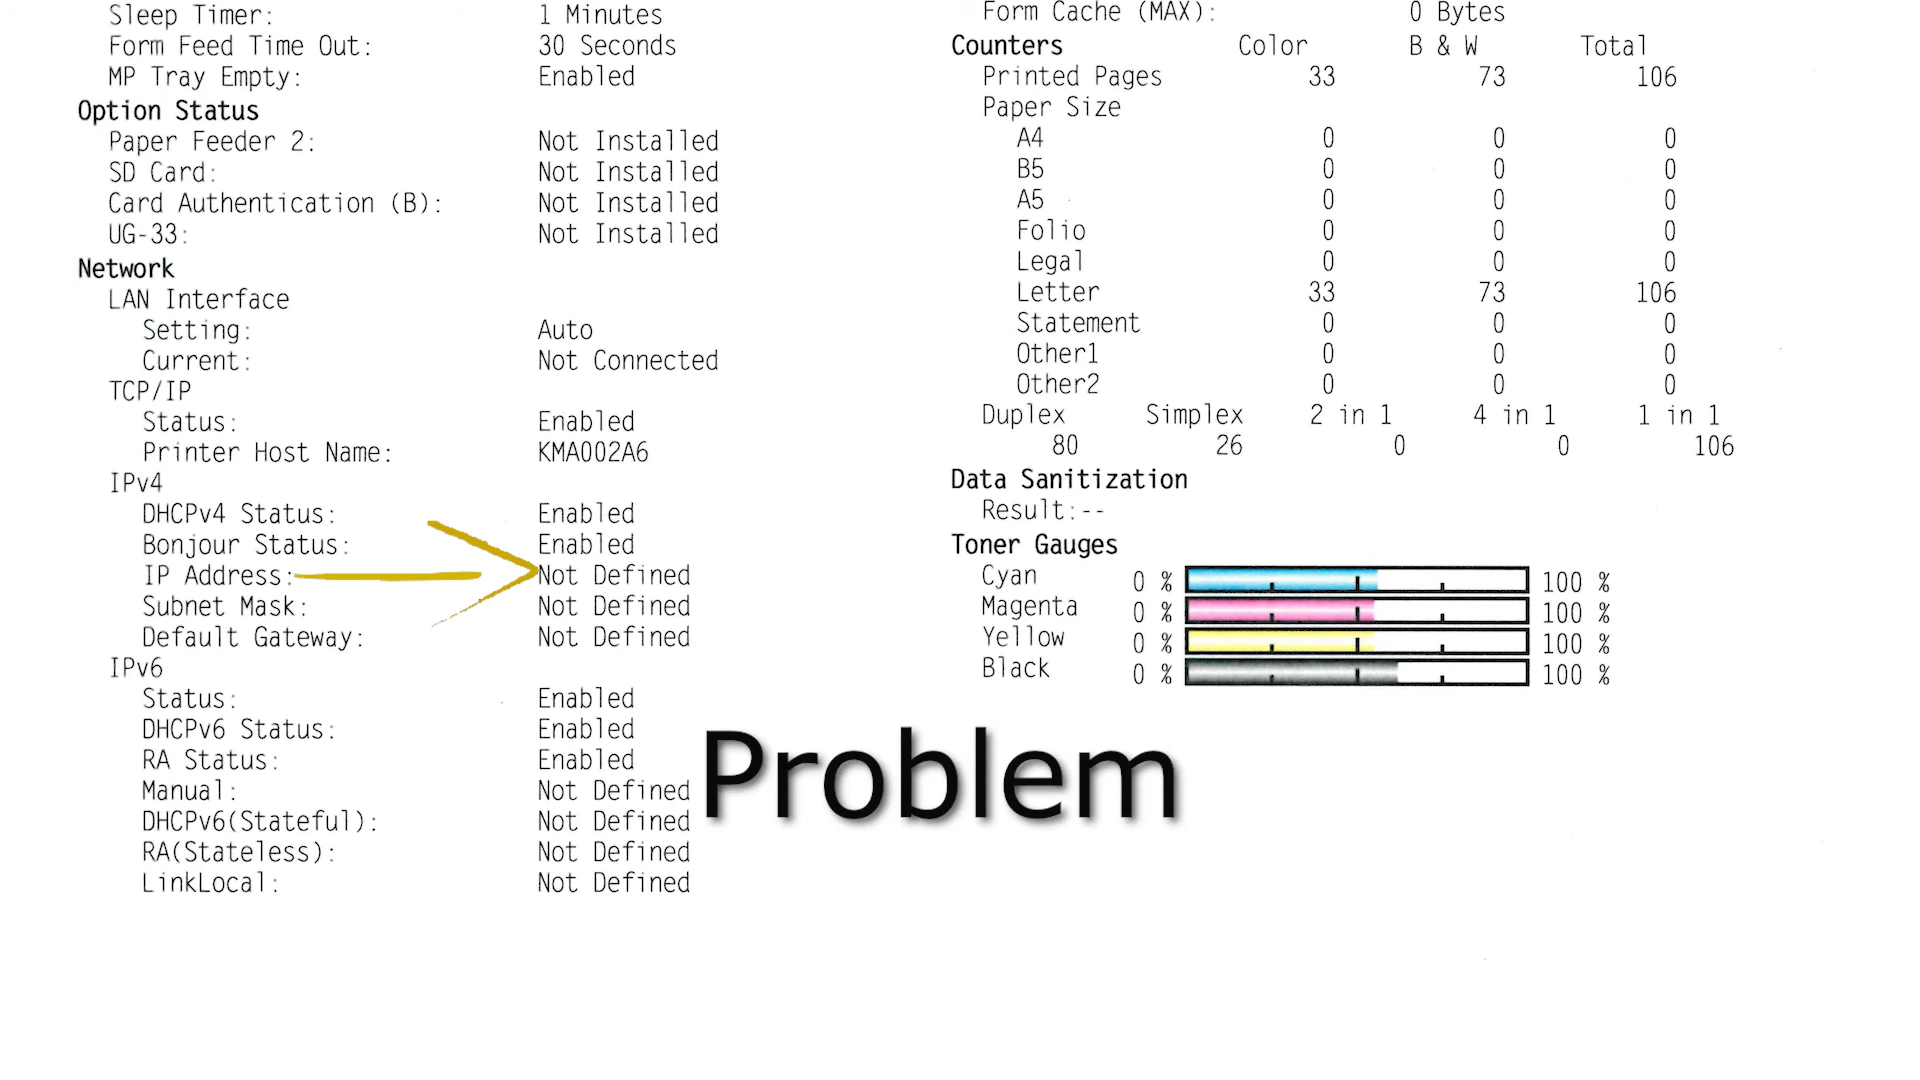 Sleep Timer: 1 Minutes
Form Feed Time Out: 30 Seconds
MP Tray Empty: Enabled
Option Status
Paper Feeder 2: Not Installed
SD Card: Not Installed
Card Authentication (B): Not Installed
UG-33: Not Installed
Network
LAN Interface
Setting: Auto
Current: Not Connected
TCP/IP
Status: Enabled
Printer Host Name: KMA002A6
IPv4
DHCPv4 Status: Enabled
Bonjour Status: Enabled
IP Address: Not Defined
Subnet Mask: Not Defined
Default Gateway: Not Defined
IPv6
Status: Enabled
DHCPv6 Status: Enabled
RA Status: Enabled
Manual: Not Defined
DHCPv6(Stateful): Not Defined
RA(Stateless): Not Defined
LinkLocal: Not Defined
Form Cache (MAX): 0 Bytes
Counters Color B & W Total
Printed Pages 33 73 106
Paper Size
A4 0 0 0
B5 0 0 0
A5 0 0 0
Folio 0 0 0
Legal 0 0 0
Letter 33 73 106
Statement 0 0 0
Other1 0 0 0
Other2 0 0 0
Duplex Simplex 2 in 1 4 in 1 1 in 1
80 26 0 0 106
Data Sanitization
Result:--
Toner Gauges
Cyan 0 % 100 %
Magenta 0 % 100 %
Yellow 0 % 100 %
Black 0 % 100 %
Problem